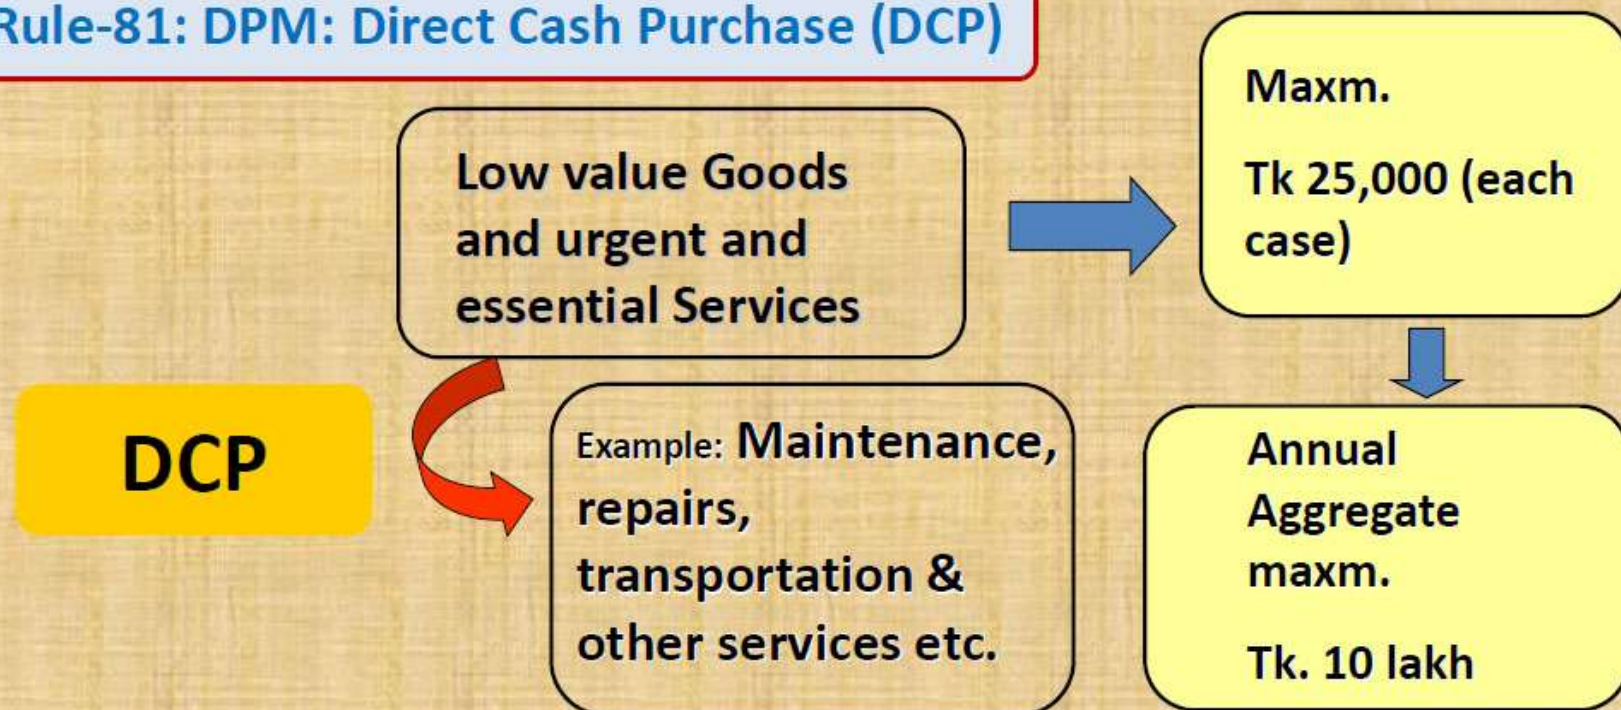 Rule-81: DPM: Direct Cash Purchase (DCP)
Low value Goods
and urgent and
essential Services
Maxm.
Tk 25,000 (each
case)
DCP
Example: Maintenance,
repairs,
transportation &
other services etc.
Annual
Aggregate
maxm.
Tk. 10 lakh